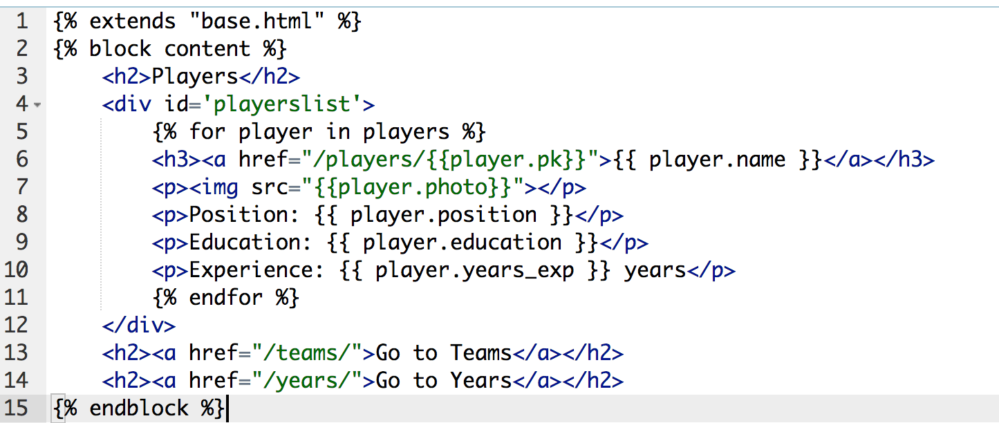 1 {% extends "base.html" %}
2 {% block content %}
3     <h2>Players</h2>
4     <div id='playerslist'>
5         {% for player in players %}
6         <h3><a href="/players/{{player.pk}}">{{ player.name }}</a></h3>
7         <p><img src="{{player.photo}}"></p>
8         <p>Position: {{ player.position }}</p>
9         <p>Education: {{ player.education }}</p>
10         <p>Experience: {{ player.years_exp }} years</p>
11         {% endfor %}
12     </div>
13     <h2><a href="/teams/">Go to Teams</a></h2>
14     <h2><a href="/years/">Go to Years</a></h2>
15 {% endblock %}